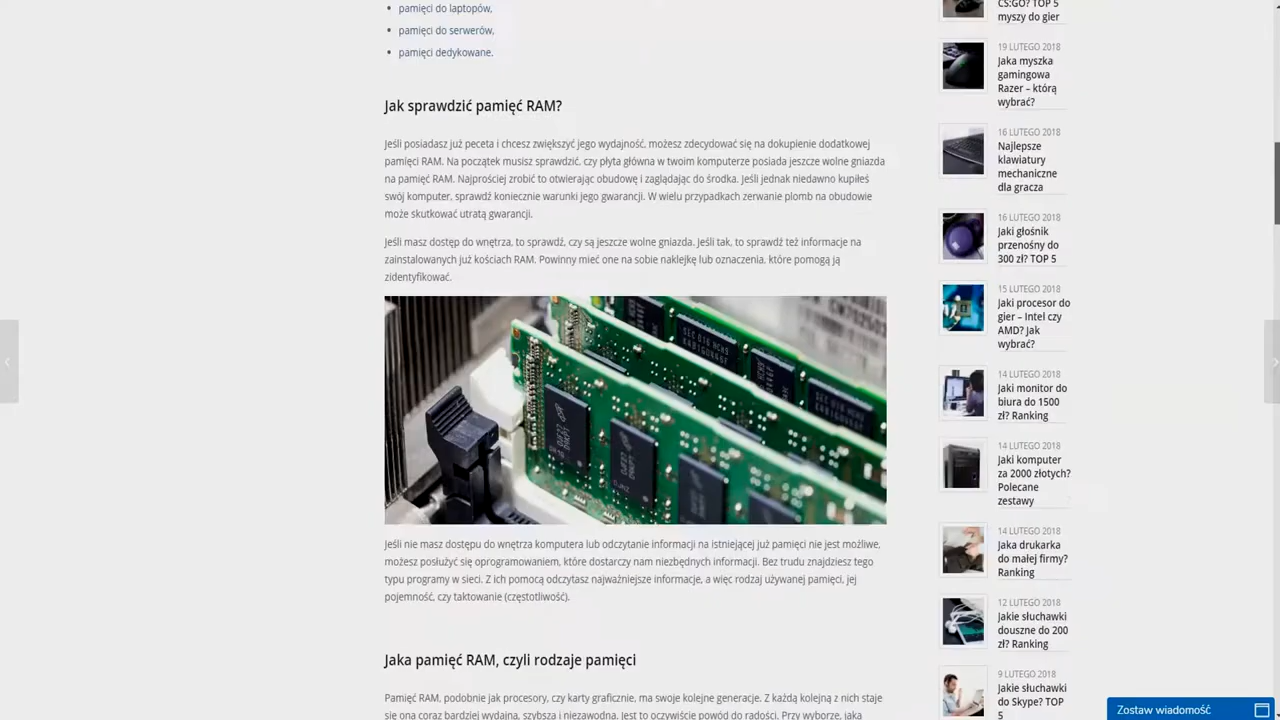 pamięci do laptopów,
pamięci do serwerów,
pamięci dedykowane.
Jak sprawdzić pamięć RAM?
Jeśli posiadasz już peceta i chcesz zwiększyć jego wydajność, możesz zdecydować się na dokupienie dodatkowej
pamięci RAM. Na początek musisz sprawdzić, czy płyta główna w twoim komputerze posiada jeszcze wolne gniazda
na pamięć RAM. Najprościej zrobić to otwierając obudowę i zaglądając do środka. Jeśli jednak niedawno kupiłeś
swój komputer, sprawdź koniecznie warunki jego gwarancji. W wielu przypadkach zerwanie plomb na obudowie
może skutkować utratą gwarancji.
Jeśli masz dostęp do wnętrza, to sprawdź, czy są jeszcze wolne gniazda. Jeśli tak, to sprawdź też informacje na
zainstalowanych już kościach RAM. Powinny mieć one na sobie naklejkę lub oznaczenia, które pomogą ją
zidentyfikować.
Jeśli nie masz dostępu do wnętrza komputera lub odczytanie informacji na istniejącej już pamięci nie jest możliwe,
możesz posłużyć się oprogramowaniem, które dostarczy nam niezbędnych informacji. Bez trudu znajdziesz tego
typu programy w sieci. Z ich pomocą odczytasz najważniejsze informacje, a więc rodzaj używanej pamięci, jej
pojemność, czy taktowanie (częstotliwość).
Jaka pamięć RAM, czyli rodzaje pamięci
Pamięć RAM, podobnie jak procesory, czy karty graficznie, ma swoje kolejne generacje. Z każdą kolejną z nich staje
się ona coraz bardziej wydajna, szybsza i niezawodna. Jest to oczywiście powód do radości. Przy wyborze, jaka
CS:GO? TOP 5
myszy do gier
19 LUTEGO 2018
Jaka myszka
gamingowa
Razer – którą
wybrać?
16 LUTEGO 2018
Najlepsze
klawiatury
mechaniczne
dla gracza
16 LUTEGO 2018
Jaki głośnik
przenośny do
300 zł? TOP 5
15 LUTEGO 2018
Jaki procesor do
gier – Intel czy
AMD? Jak
wybrać?
14 LUTEGO 2018
Jaki monitor do
biura do 1500
zł? Ranking
14 LUTEGO 2018
Jaki komputer
za 2000 złotych?
Polecane
zestawy
14 LUTEGO 2018
Jaka drukarka
do małej firmy?
Ranking
12 LUTEGO 2018
Jakie słuchawki
douszne do 200
zł? Ranking
9 LUTEGO 2018
Jakie słuchawki
do Skype? TOP
5
Zostaw wiadomość